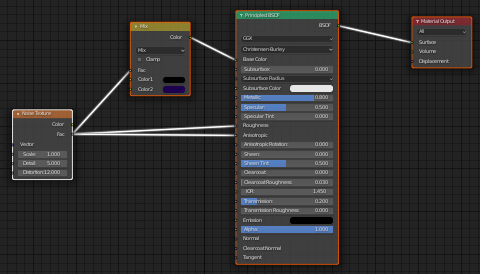 Noise Texture
Color
Fac
Vector
Scale: 1.000
Detail: 5.000
Distortion: 12.000
Mix
Color
Mix
Clamp
Fac
Color1
Color2
Principled BSDF
BSDF
GGX
Christensen-Burley
Base Color
Subsurface: 0.000
Subsurface Radius
Subsurface Color
Metallic: 0.800
Specular: 0.500
Specular Tint: 0.000
Roughness
Anisotropic
Anisotropic Rotation: 0.000
Sheen: 0.000
Sheen Tint: 0.500
Clearcoat: 0.000
Clearcoat Roughness: 0.030
IOR: 1.450
Transmission: 0.200
Transmission Roughness: 0.000
Emission
Alpha: 1.000
Normal
Clearcoat Normal
Tangent
Material Output
All
Surface
Volume
Displacement